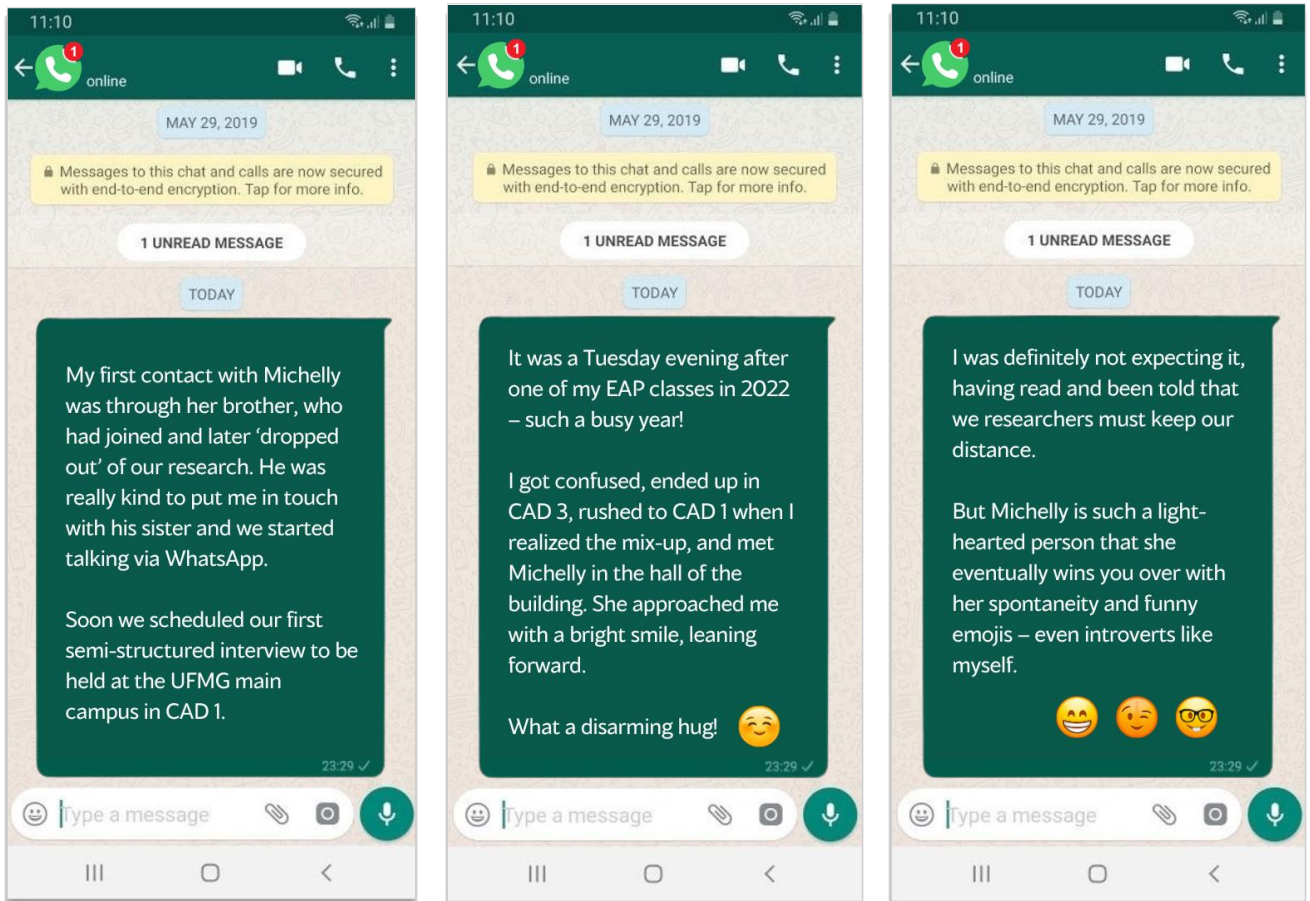 11:10
1
online
MAY 29, 2019
Messages to this chat and calls are now secured
with end-to-end encryption. Tap for more info.
1 UNREAD MESSAGE
TODAY
My first contact with Michelly
was through her brother, who
had joined and later ‘dropped
out’ of our research. He was
really kind to put me in touch
with his sister and we started
talking via WhatsApp.
Soon we scheduled our first
semi-structured interview to be
held at the UFMG main
campus in CAD 1.
23:29
Type a message
11:10
1
online
MAY 29, 2019
Messages to this chat and calls are now secured
with end-to-end encryption. Tap for more info.
1 UNREAD MESSAGE
TODAY
It was a Tuesday evening after
one of my EAP classes in 2022
– such a busy year!
I got confused, ended up in
CAD 3, rushed to CAD 1 when I
realized the mix-up, and met
Michelly in the hall of the
building. She approached me
with a bright smile, leaning
forward.
What a disarming hug!
23:29
Type a message
11:10
1
online
MAY 29, 2019
Messages to this chat and calls are now secured
with end-to-end encryption. Tap for more info.
1 UNREAD MESSAGE
TODAY
I was definitely not expecting it,
having read and been told that
we researchers must keep our
distance.
But Michelly is such a light-
hearted person that she
eventually wins you over with
her spontaneity and funny
emojis – even introverts like
myself.
23:29
Type a message